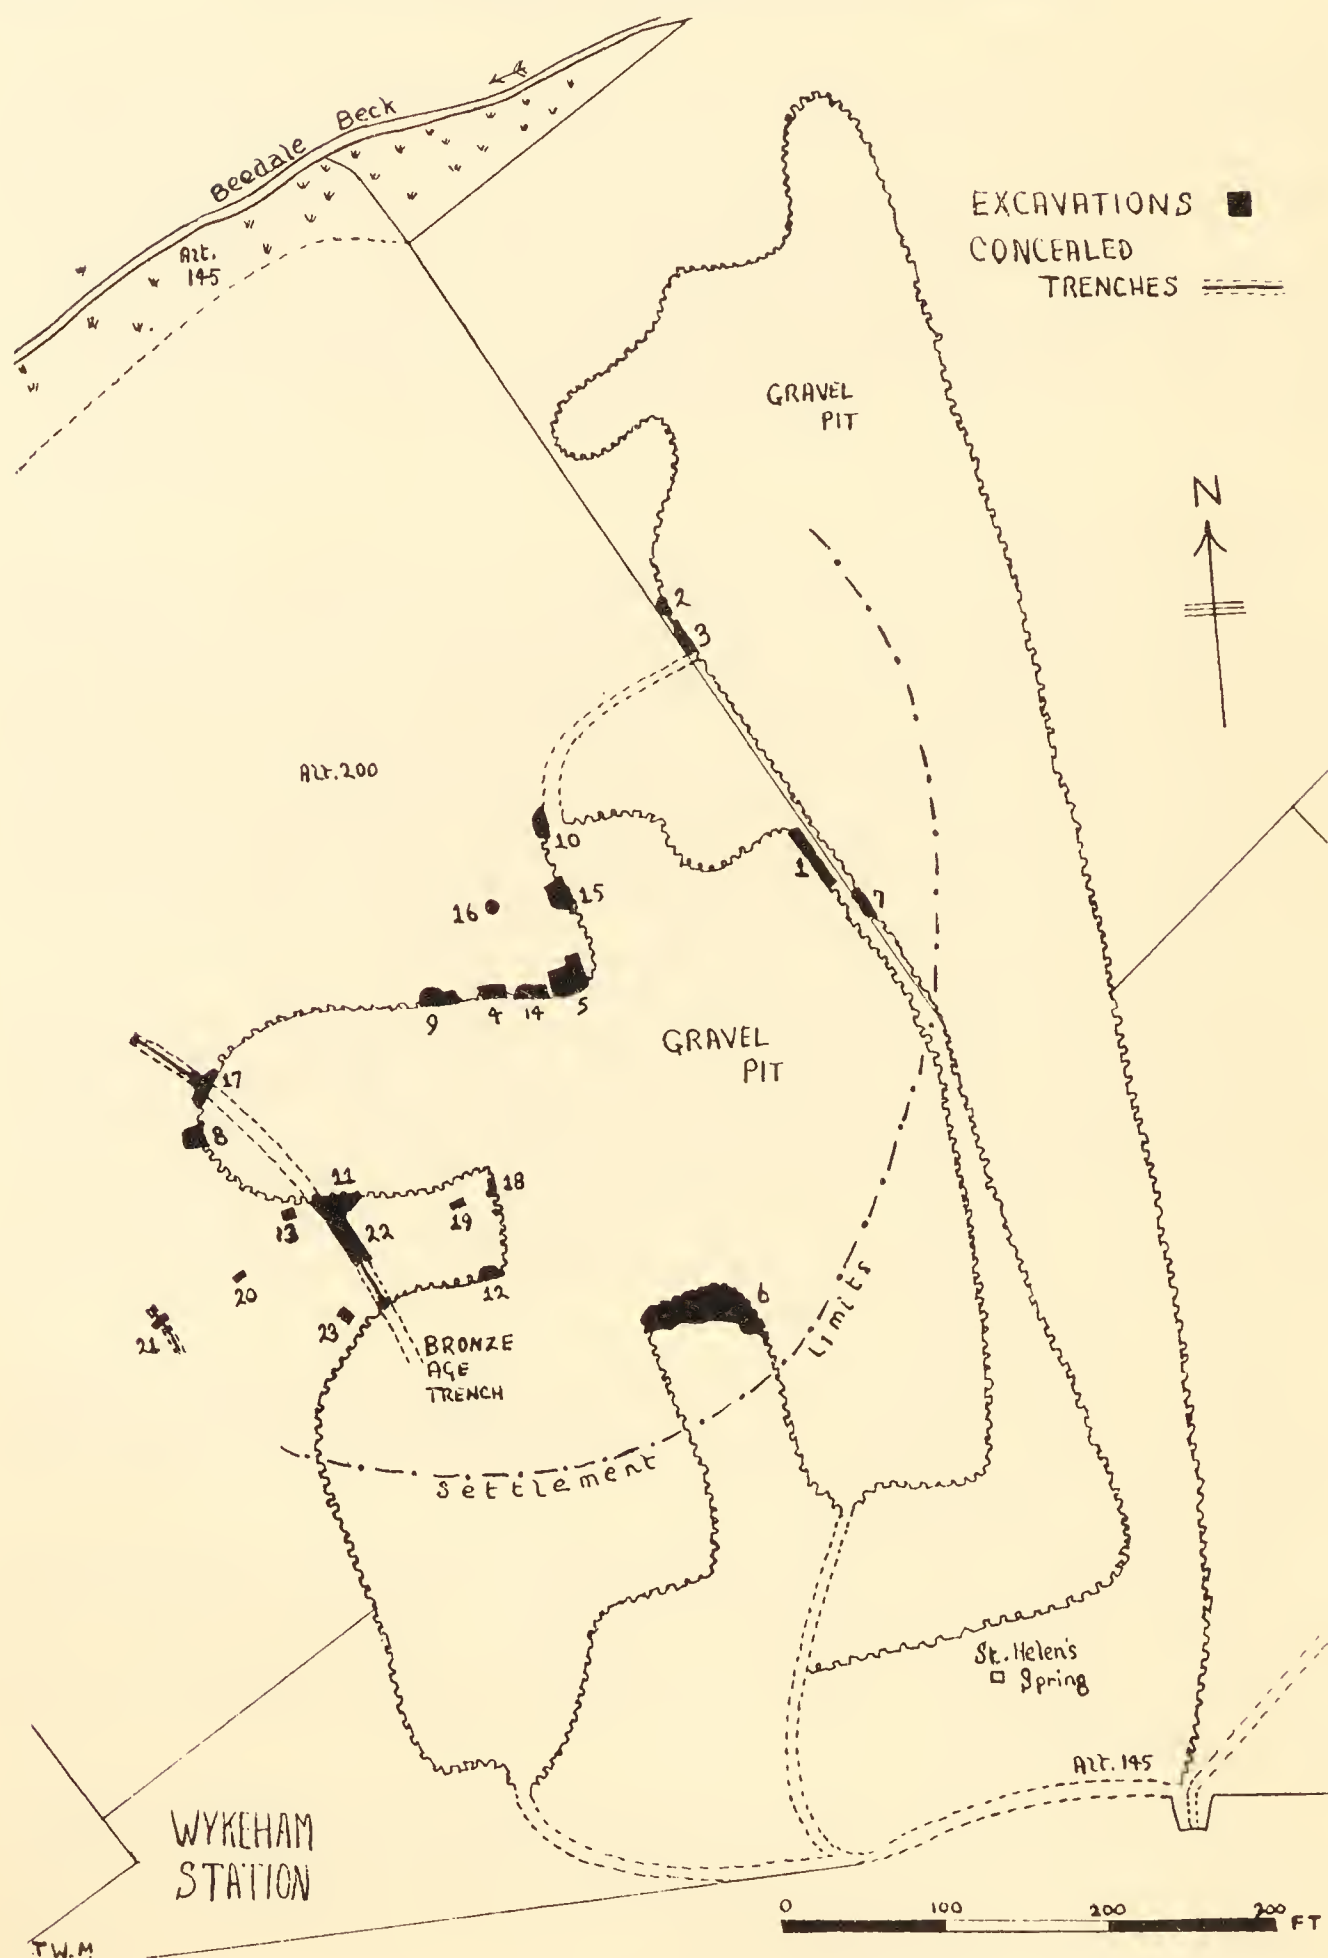 Beedale Beck
Alt.
145
EXCAVATIONS
CONCEALED
TRENCHES
GRAVEL
PIT
N
2
3
Alt.200
10
1
7
15
16
9
4
14
5
GRAVEL
PIT
17
8
11
18
19
13
22
20
12
6
21
23
BRONZE
AGE
TRENCH
Limits
Settlement
St. Helen's
Spring
Alt.145
WYKEHAM
STATION
0 100 200 300 FT
T.W.M